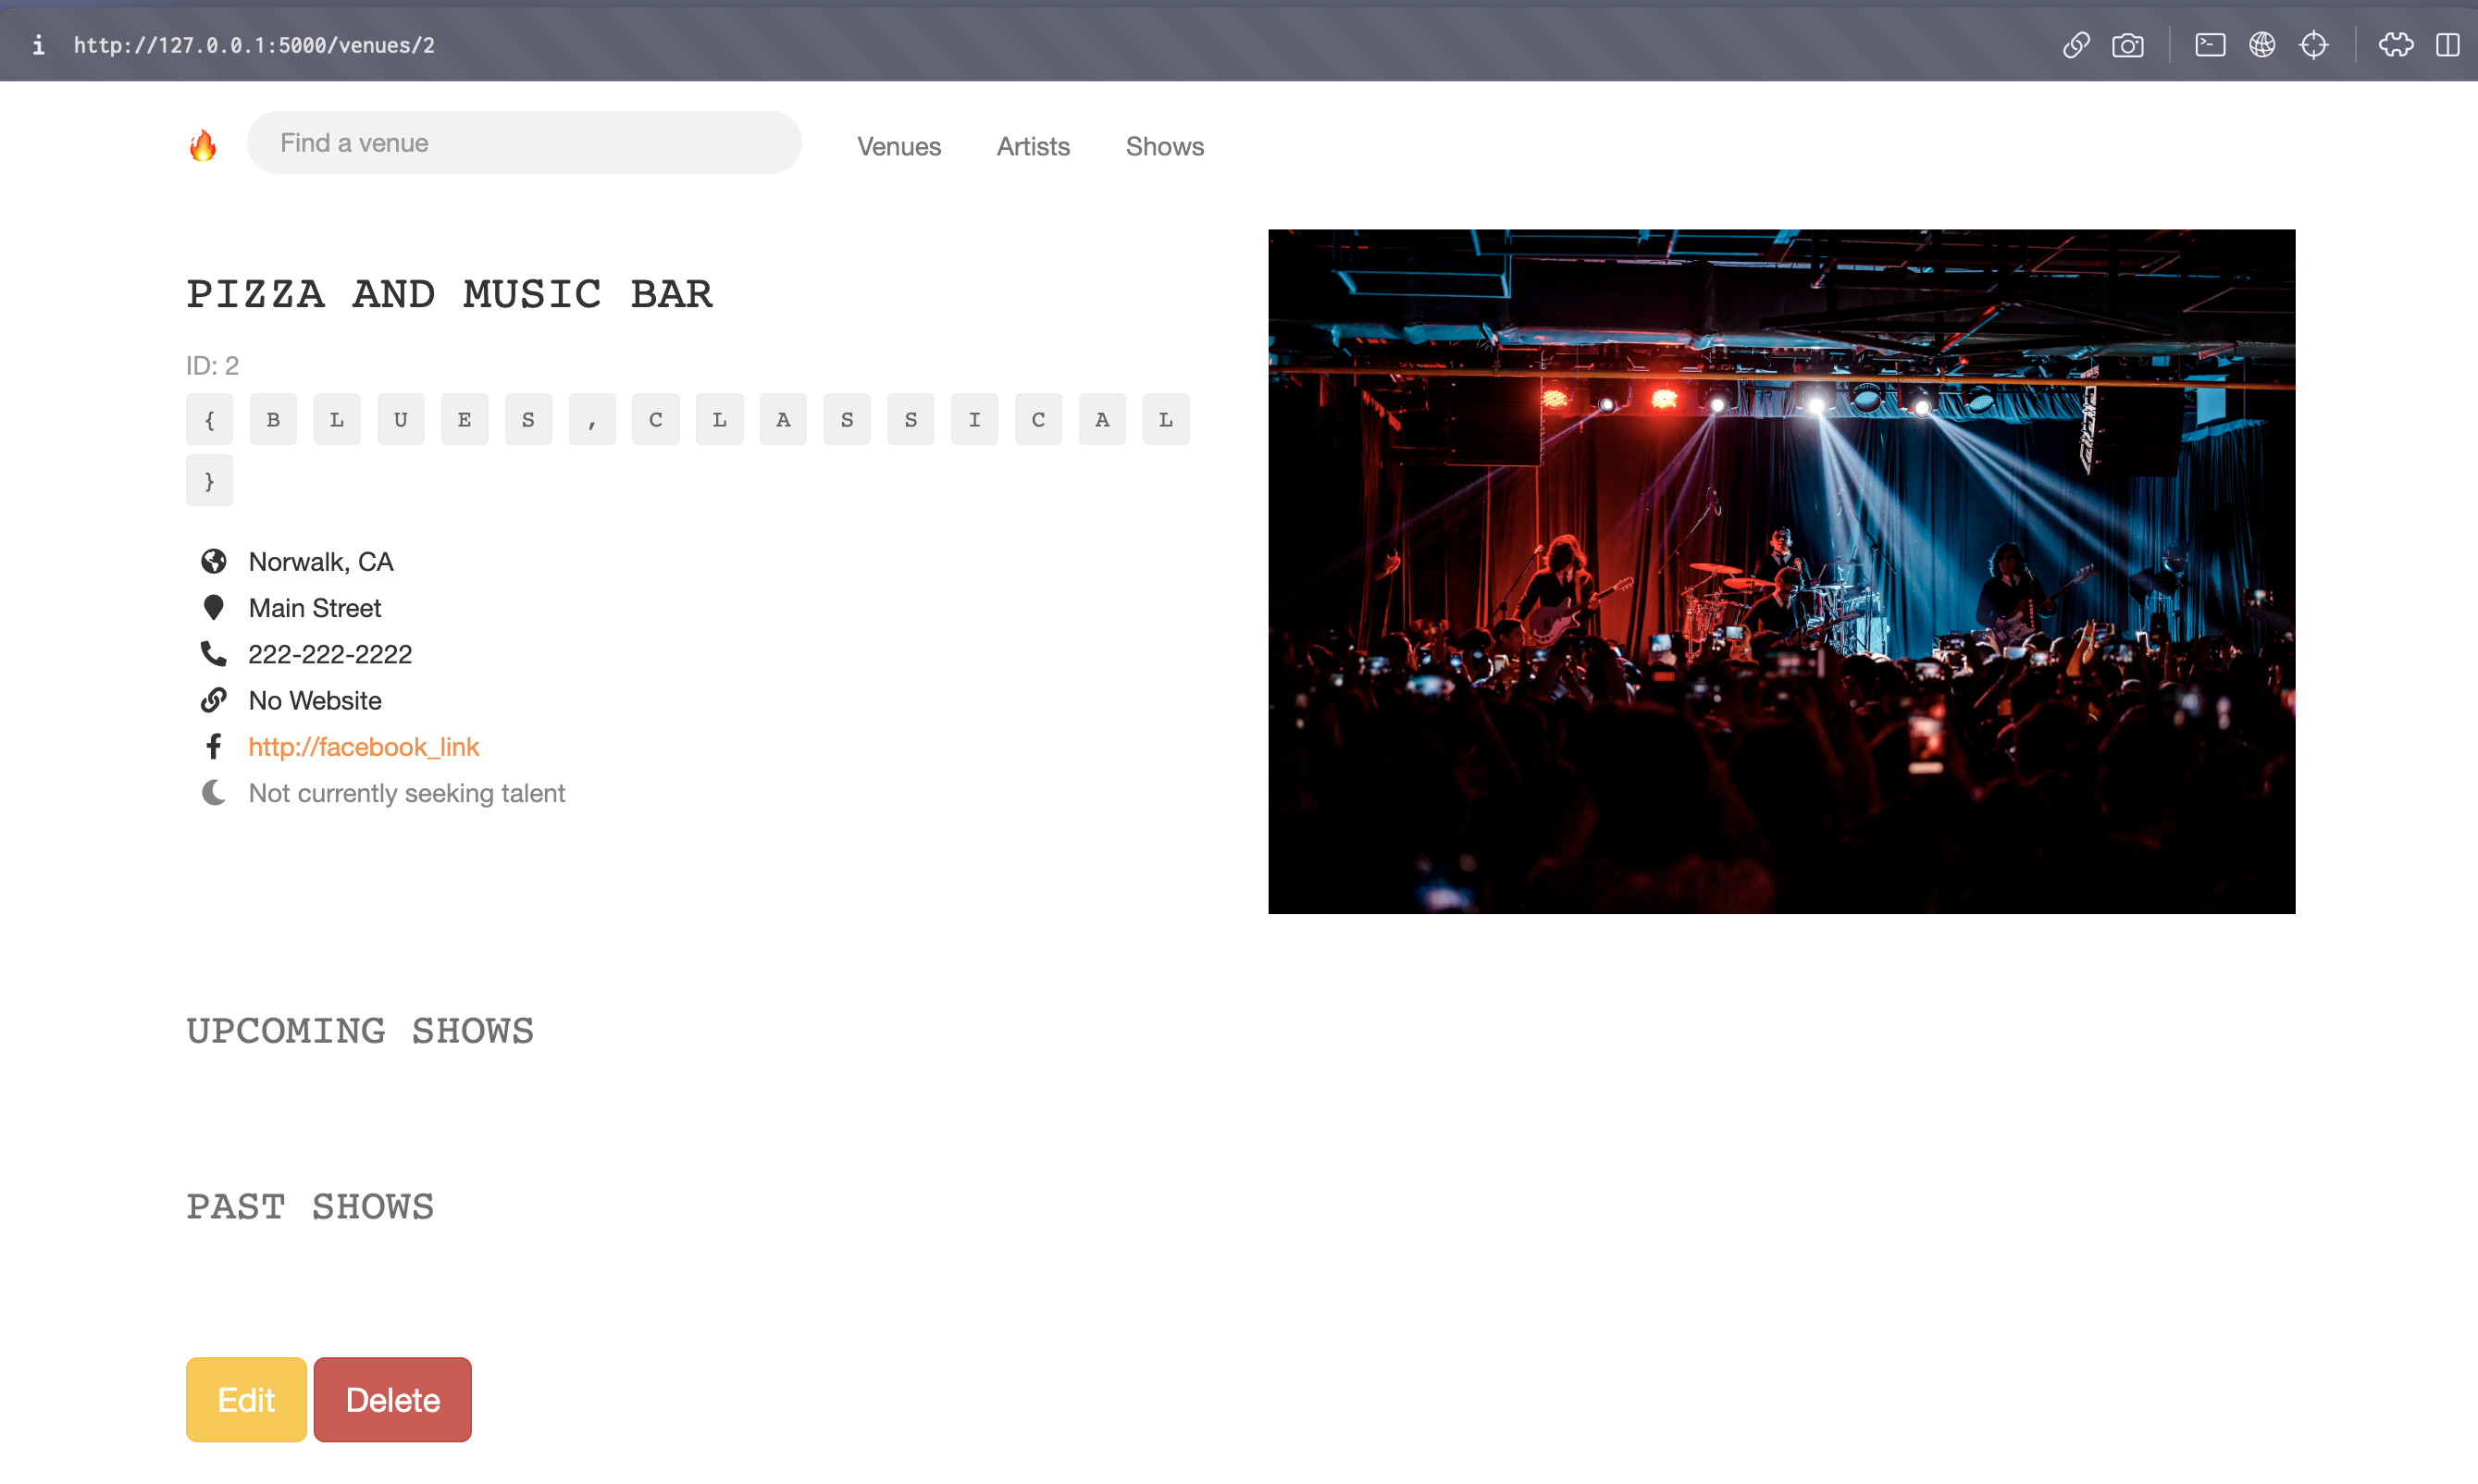 http://127.0.0.1:5000/venues/2
Find a venue Venues Artists Shows
PIZZA AND MUSIC BAR
ID: 2
{ B L U E S , C L A S S I C A L
}
Norwalk, CA
Main Street
222-222-2222
No Website
http://facebook_link
Not currently seeking talent
UPCOMING SHOWS
PAST SHOWS
Edit Delete